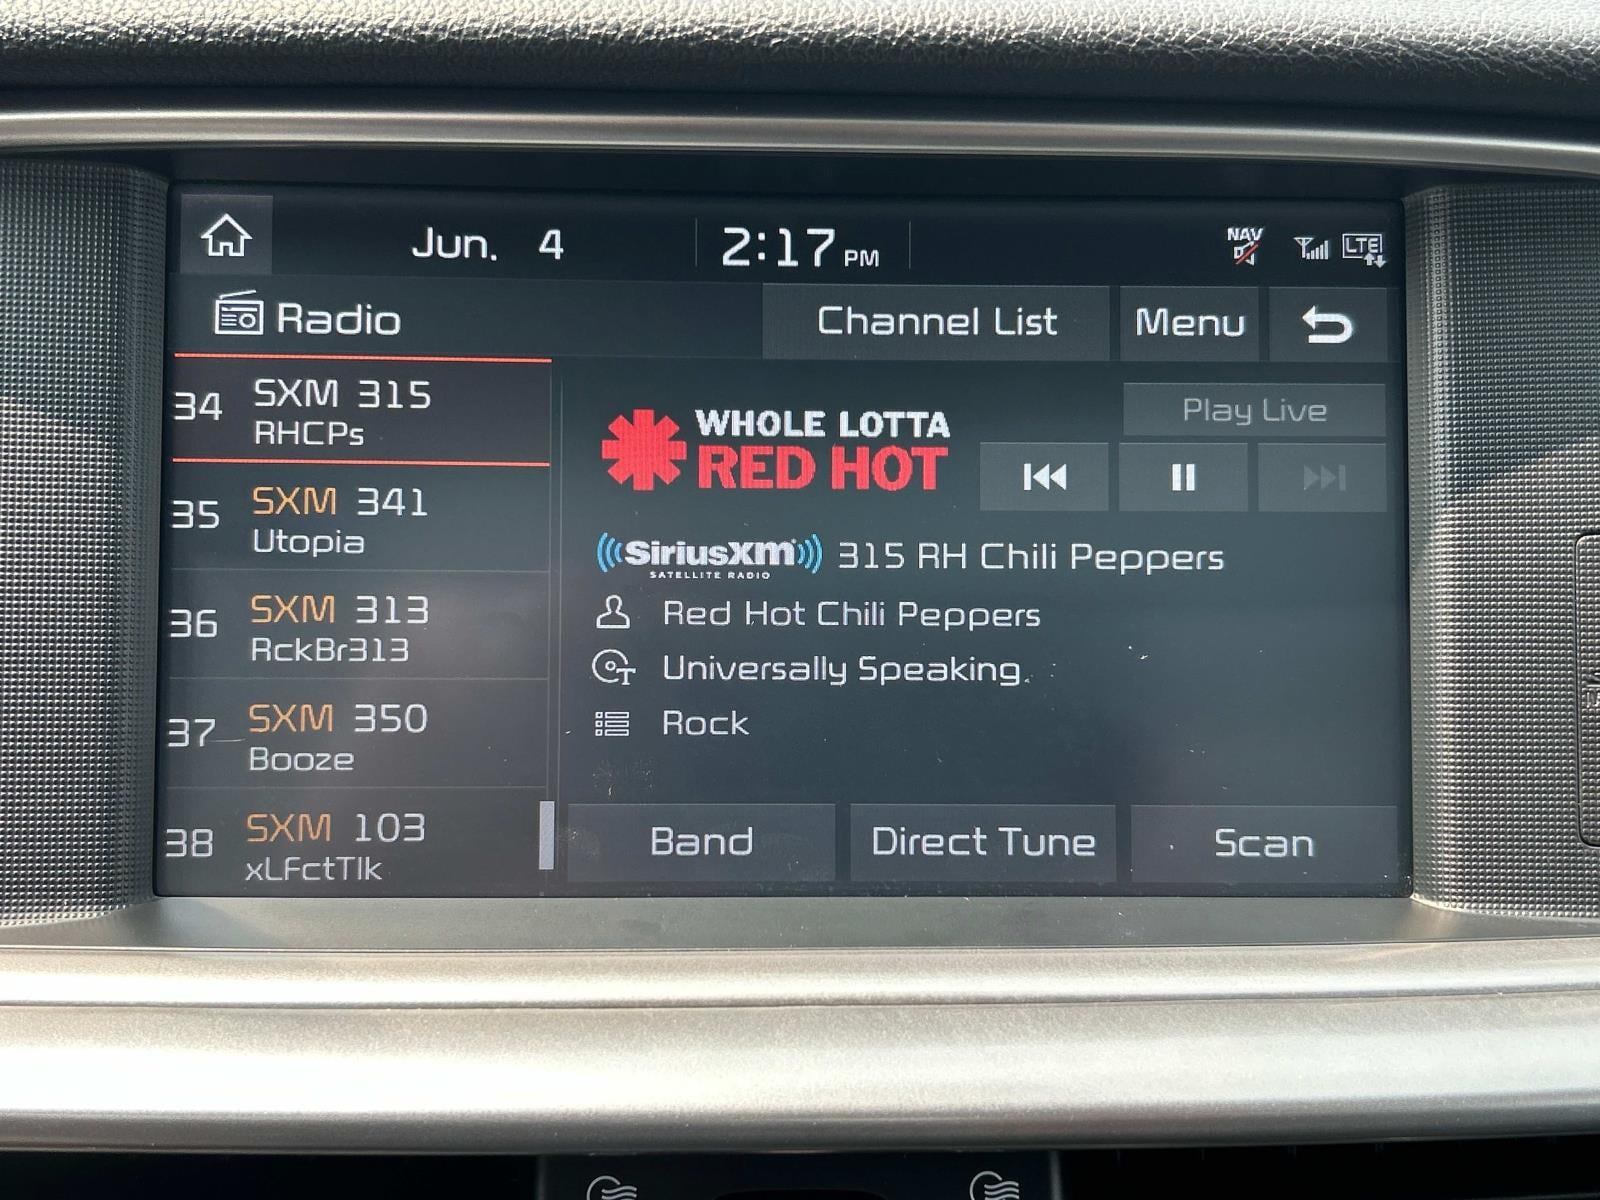 Jun. 4
2:17 PM
NAV
LTE
Radio
Channel List
Menu
34 SXM 315
RHCPs
35 SXM 341
Utopia
36 SXM 313
RckBr313
37 SXM 350
Booze
38 SXM 103
xLFctTlk
WHOLE LOTTA
RED HOT
Play Live
SiriusXM 315 RH Chili Peppers
SATELLITE RADIO
Red Hot Chili Peppers
Universally Speaking
Rock
Band
Direct Tune
Scan